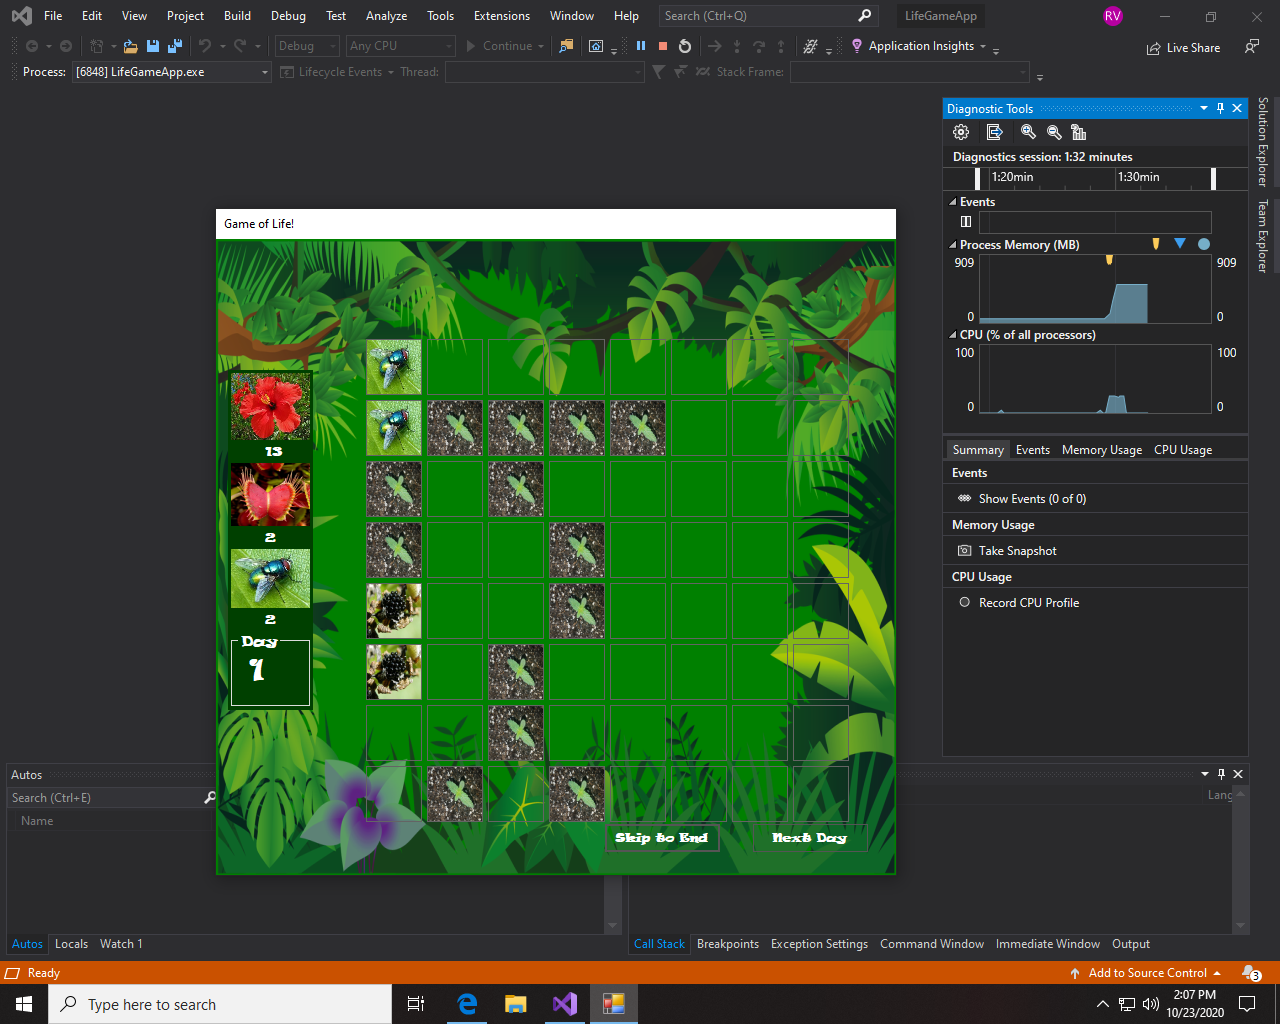 File Edit View Project Build Debug Test Analyze Tools Extensions Window Help Search (Ctrl+Q) LifeGameApp RV
Debug Any CPU Continue Application Insights Live Share
Process: [6848] LifeGameApp.exe Lifecycle Events Thread: Stack Frame:
Diagnostic Tools
Diagnostics session: 1:32 minutes
1:20min 1:30min
Events
Process Memory (MB)
909 909
0 0
CPU (% of all processors)
100 100
0 0
Summary Events Memory Usage CPU Usage
Events
Show Events (0 of 0)
Memory Usage
Take Snapshot
CPU Usage
Record CPU Profile
Solution Explorer
Team Explorer
Game of Life!
13
2
2
Day
1
Skip to End Next Day
Autos
Search (Ctrl+E)
Name
Lang
Autos Locals Watch 1
Call Stack Breakpoints Exception Settings Command Window Immediate Window Output
Ready Add to Source Control 3
Type here to search
2:07 PM
10/23/2020